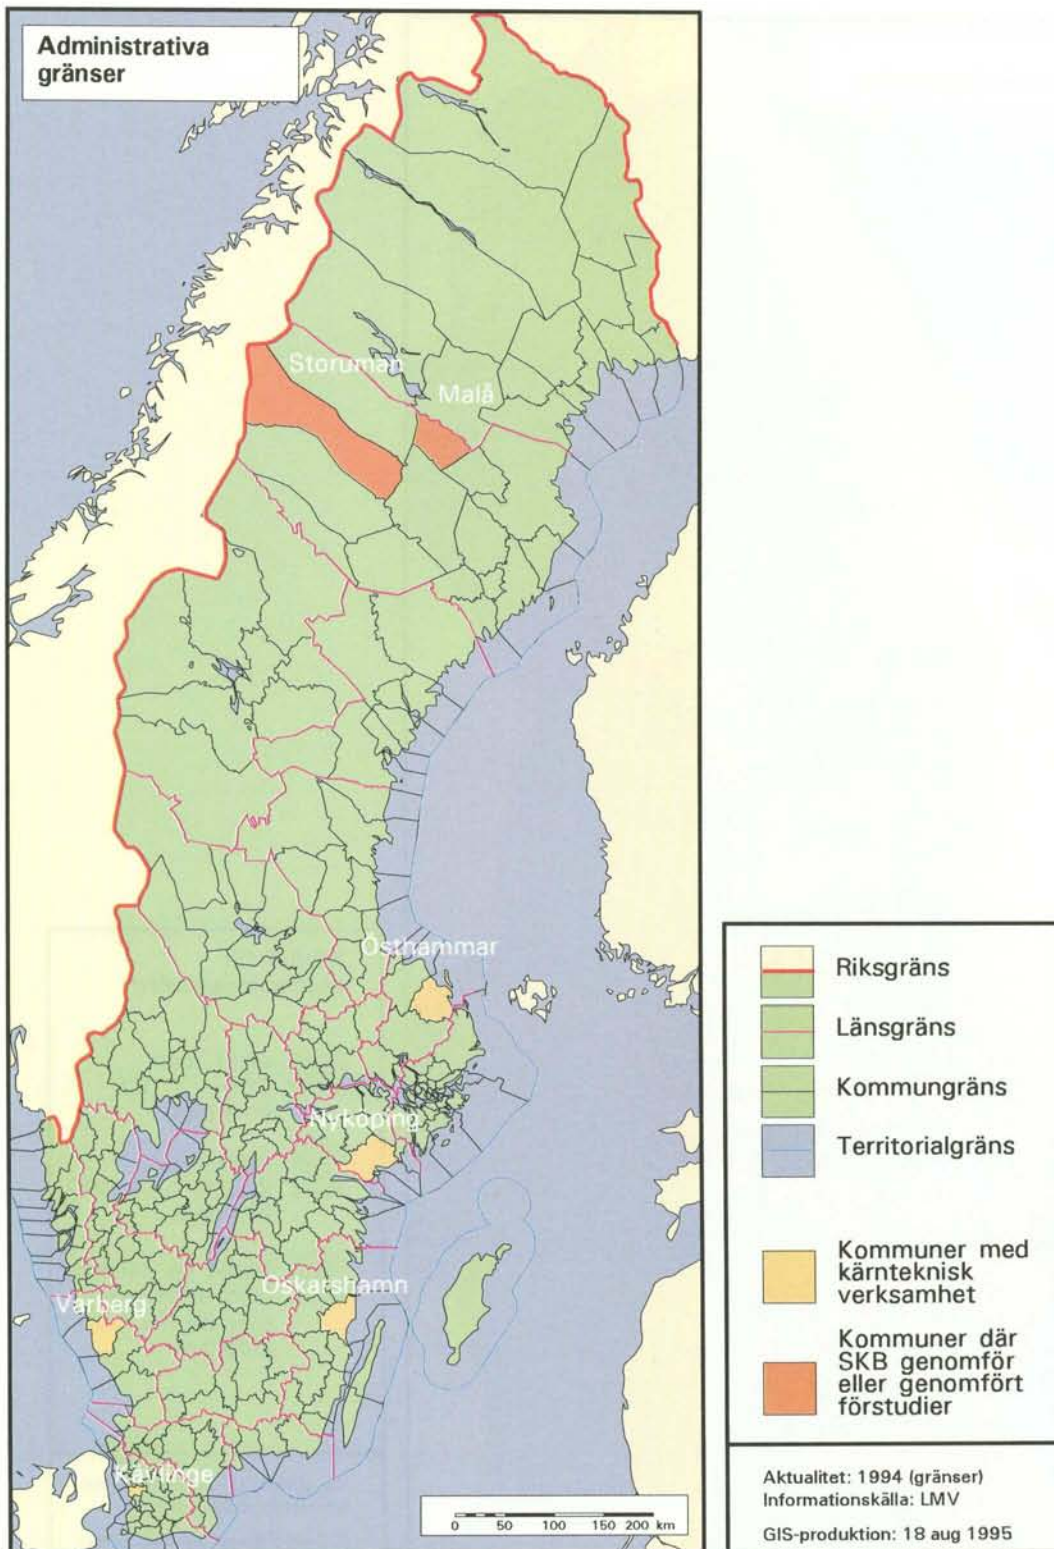 Administrativa
gränser
Storuman
Malå
Östhammar
Nyköping
Oskarshamn
Varberg
Kävlinge
0 50 100 150 200 km
Riksgräns
Länsgräns
Kommungräns
Territorialgräns
Kommuner med
kärnteknisk
verksamhet
Kommuner där
SKB genomför
eller genomfört
förstudier
Aktualitet: 1994 (gränser)
Informationskälla: LMV
GIS-produktion: 18 aug 1995